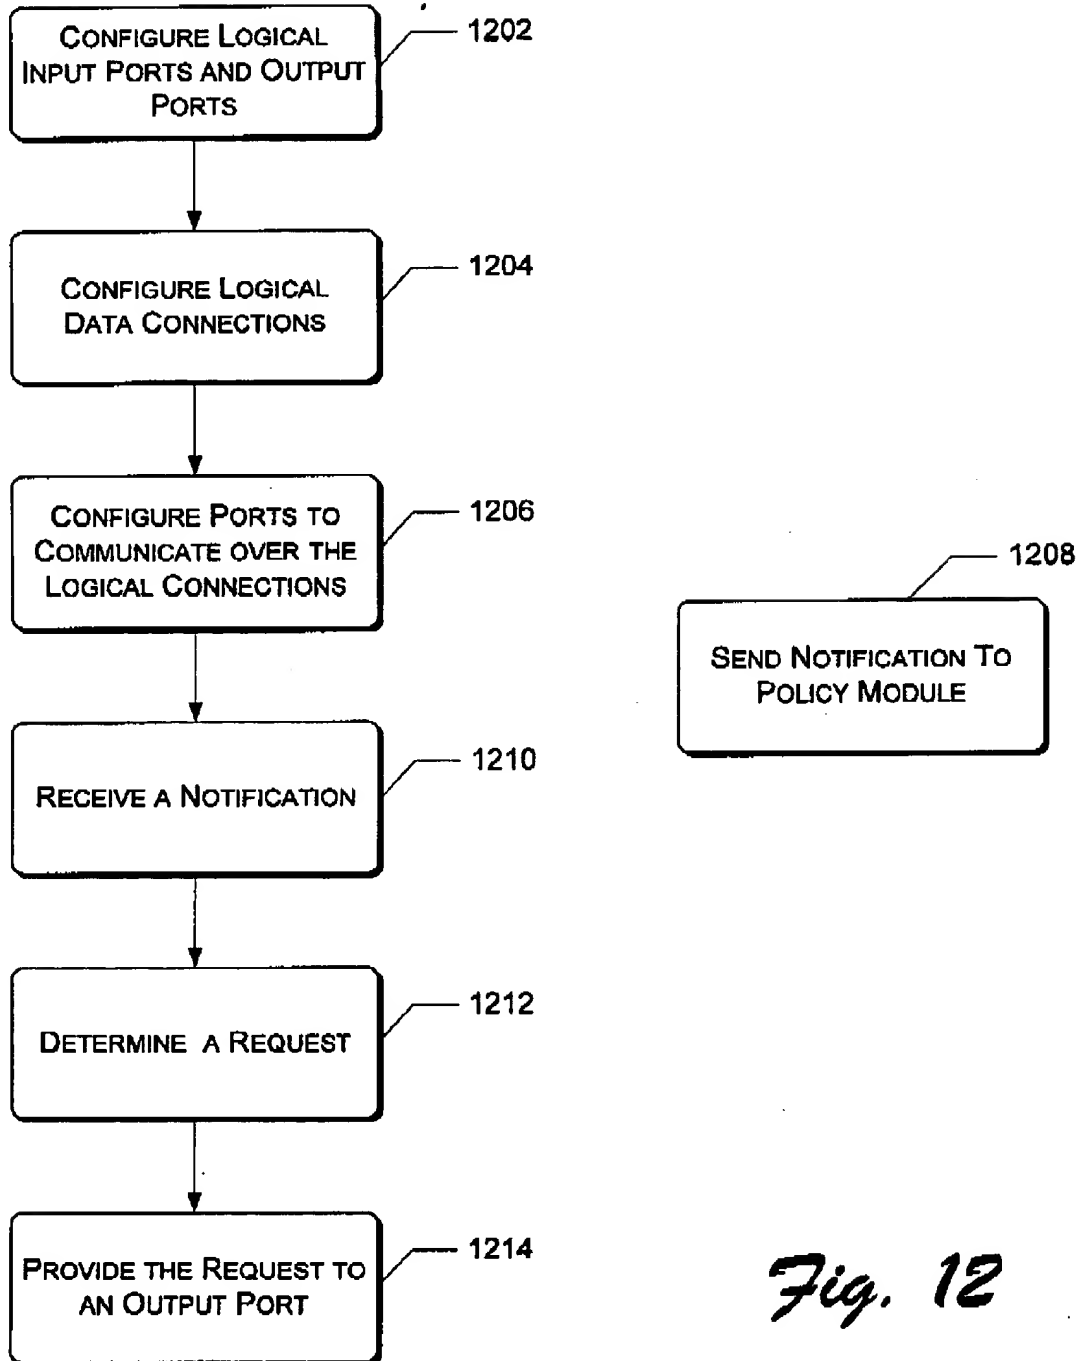 CONFIGURE LOGICAL
INPUT PORTS AND OUTPUT
PORTS
1202
CONFIGURE LOGICAL
DATA CONNECTIONS
1204
CONFIGURE PORTS TO
COMMUNICATE OVER THE
LOGICAL CONNECTIONS
1206
SEND NOTIFICATION TO
POLICY MODULE
1208
RECEIVE A NOTIFICATION
1210
DETERMINE A REQUEST
1212
PROVIDE THE REQUEST TO
AN OUTPUT PORT
1214
Fig. 12